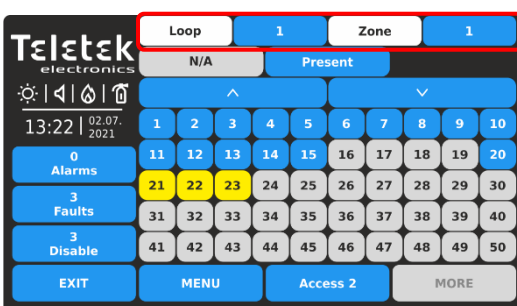 Loop 1 Zone 1
Teletek
electronics
N/A Present
13:22 02.07.
2021
1 2 3 4 5 6 7 8 9 10
0
Alarms
11 12 13 14 15 16 17 18 19 20
21 22 23 24 25 26 27 28 29 30
3
Faults
31 32 33 34 35 36 37 38 39 40
3
Disable
41 42 43 44 45 46 47 48 49 50
EXIT MENU Access 2 MORE